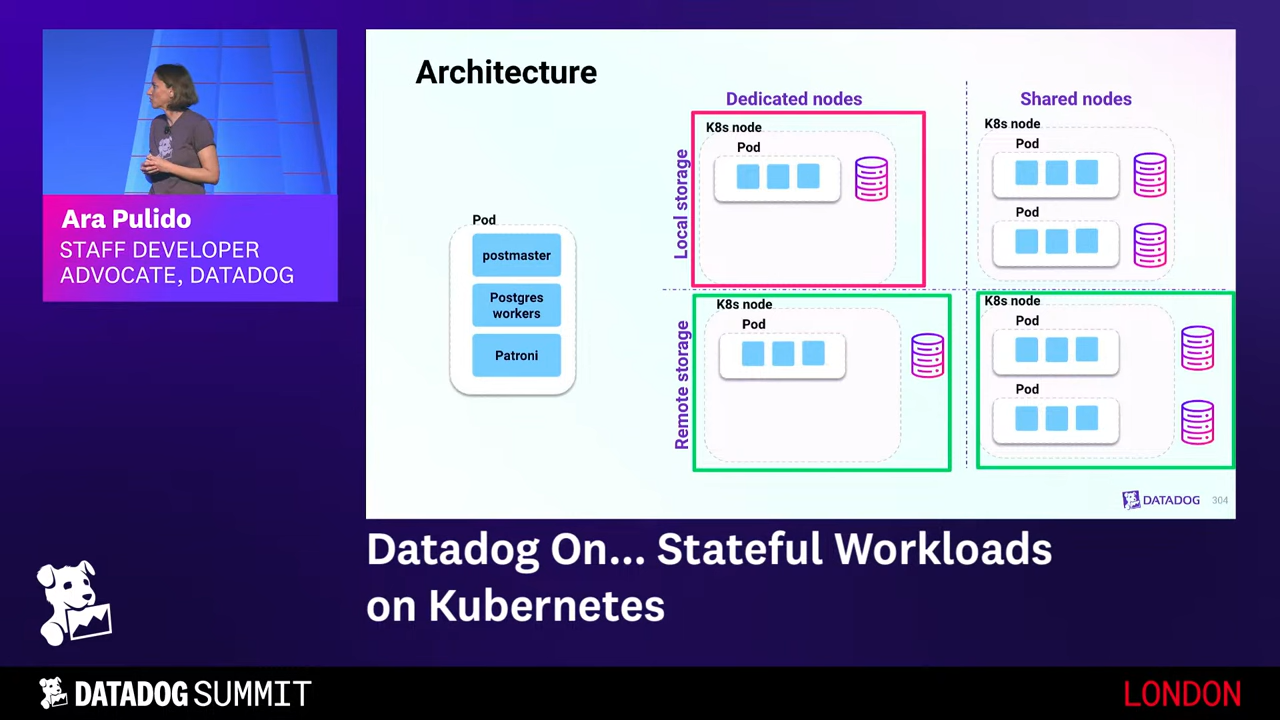 Ara Pulido
STAFF DEVELOPER
ADVOCATE, DATADOG
Architecture
Pod
postmaster
Postgres
workers
Patroni
Dedicated nodes
Shared nodes
Local storage
K8s node
Pod
K8s node
Pod
Pod
Remote storage
K8s node
Pod
K8s node
Pod
Pod
DATADOG 304
Datadog On... Stateful Workloads
on Kubernetes
DATADOG SUMMIT
LONDON